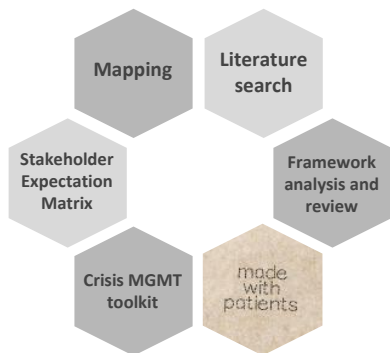 Mapping
Literature
search
Stakeholder
Expectation
Matrix
Framework
analysis and
review
Crisis MGMT
toolkit
made
with
patients